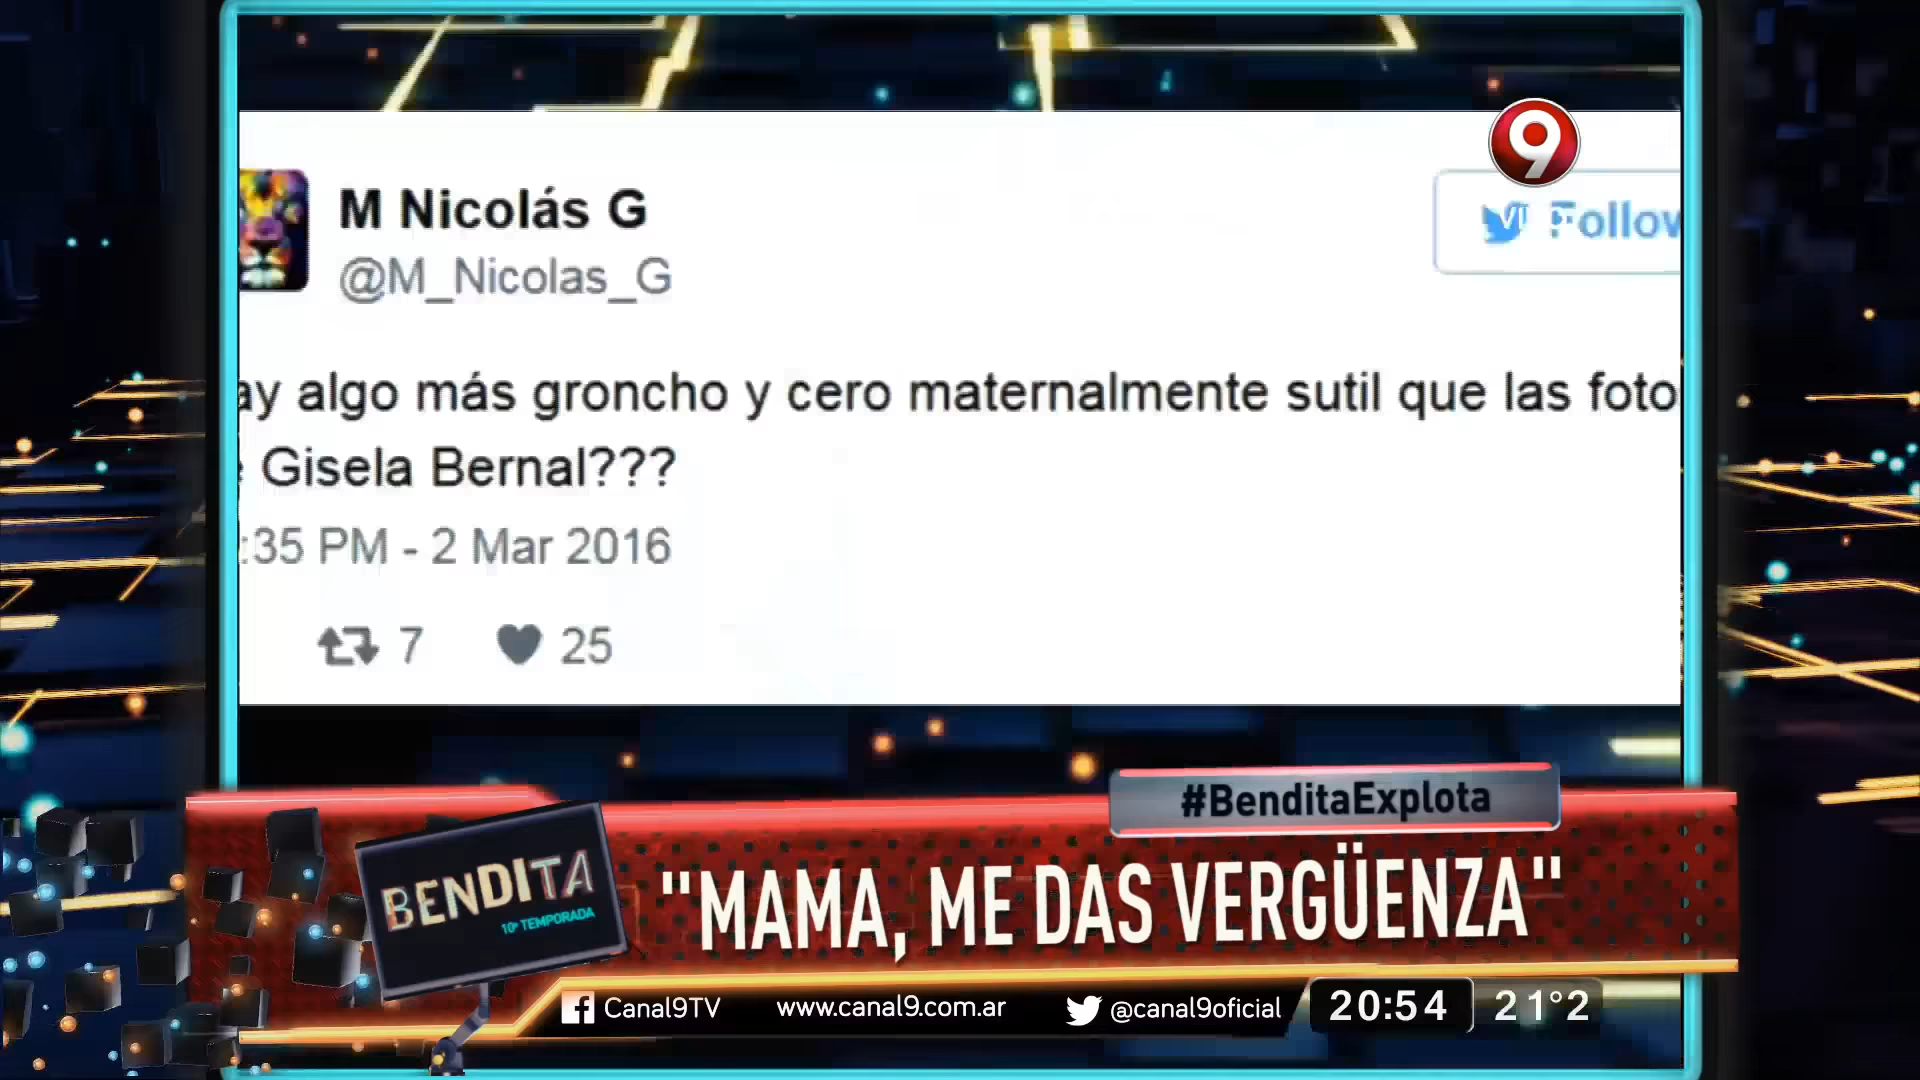 9
M Nicolás G
@M_Nicolas_G
Follow
ay algo más groncho y cero maternalmente sutil que las foto
Gisela Bernal???
:35 PM - 2 Mar 2016
7 25
#BenditaExplota
BENDITA
10ª TEMPORADA
"MAMA, ME DAS VERGÜENZA"
Canal9TV www.canal9.com.ar @canal9oficial 20:54 21°2